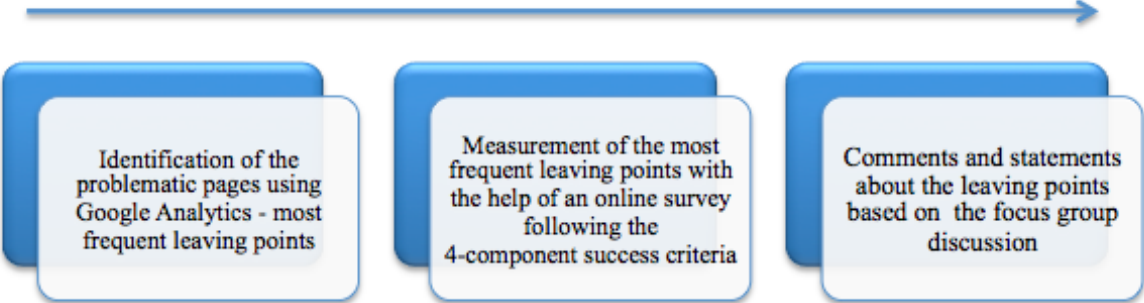 Identification of the
problematic pages using
Google Analytics - most
frequent leaving points
Measurement of the most
frequent leaving points with
the help of an online survey
following the
4-component success criteria
Comments and statements
about the leaving points
based on the focus group
discussion